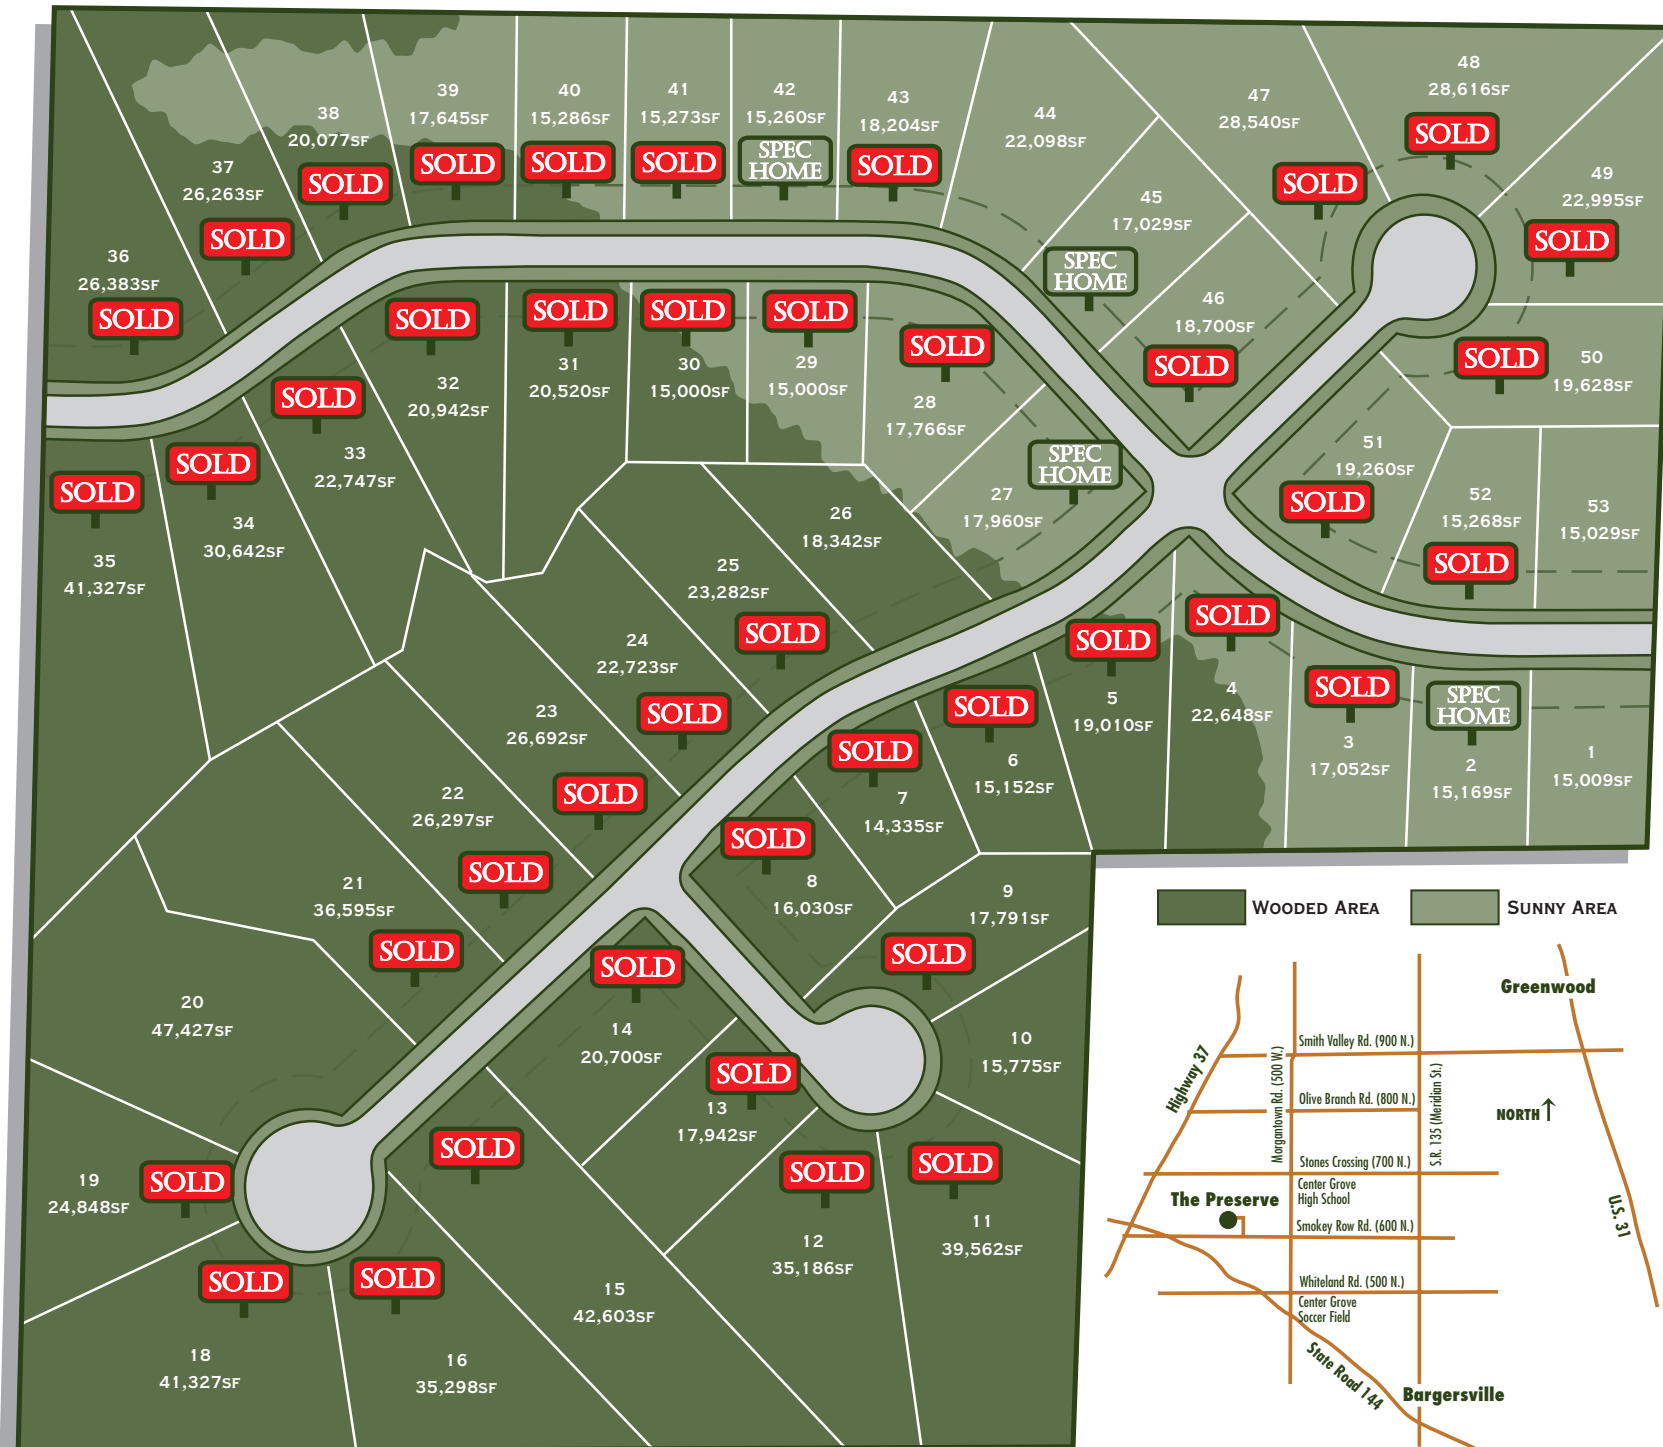 36
26,383SF
SOLD
37
26,263SF
SOLD
38
20,077SF
SOLD
39
17,645SF
SOLD
40
15,286SF
SOLD
41
15,273SF
SOLD
42
15,260SF
SPEC
HOME
43
18,204SF
SOLD
44
22,098SF
45
17,029SF
SPEC
HOME
46
18,700SF
SOLD
47
28,540SF
SOLD
48
28,616SF
SOLD
49
22,995SF
SOLD
SOLD
50
19,628SF
51
19,260SF
SOLD
52
15,268SF
SOLD
53
15,029SF
SOLD
35
41,327SF
SOLD
34
30,642SF
SOLD
33
22,747SF
SOLD
32
20,942SF
SOLD
31
20,520SF
SOLD
30
15,000SF
SOLD
29
15,000SF
SOLD
28
17,766SF
SPEC
HOME
27
17,960SF
26
18,342SF
25
23,282SF
SOLD
24
22,723SF
SOLD
23
26,692SF
SOLD
22
26,297SF
SOLD
21
36,595SF
SOLD
20
47,427SF
19
24,848SF
SOLD
SOLD
18
41,327SF
SOLD
16
35,298SF
SOLD
15
42,603SF
SOLD
14
20,700SF
SOLD
13
17,942SF
SOLD
12
35,186SF
SOLD
11
39,562SF
10
15,775SF
9
17,791SF
SOLD
SOLD
8
16,030SF
SOLD
7
14,335SF
SOLD
6
15,152SF
SOLD
5
19,010SF
SOLD
4
22,648SF
SOLD
3
17,052SF
SPEC
HOME
2
15,169SF
1
15,009SF
WOODED AREA
SUNNY AREA
Greenwood
Smith Valley Rd. (900 N.)
Highway 37
Morgantown Rd. (500 W.)
Olive Branch Rd. (800 N.)
S.R. 135 (Meridian St.)
NORTH
Stones Crossing (700 N.)
Center Grove
High School
The Preserve
Smokey Row Rd. (600 N.)
U.S. 31
Whiteland Rd. (500 N.)
Center Grove
Soccer Field
State Road 144
Bargersville